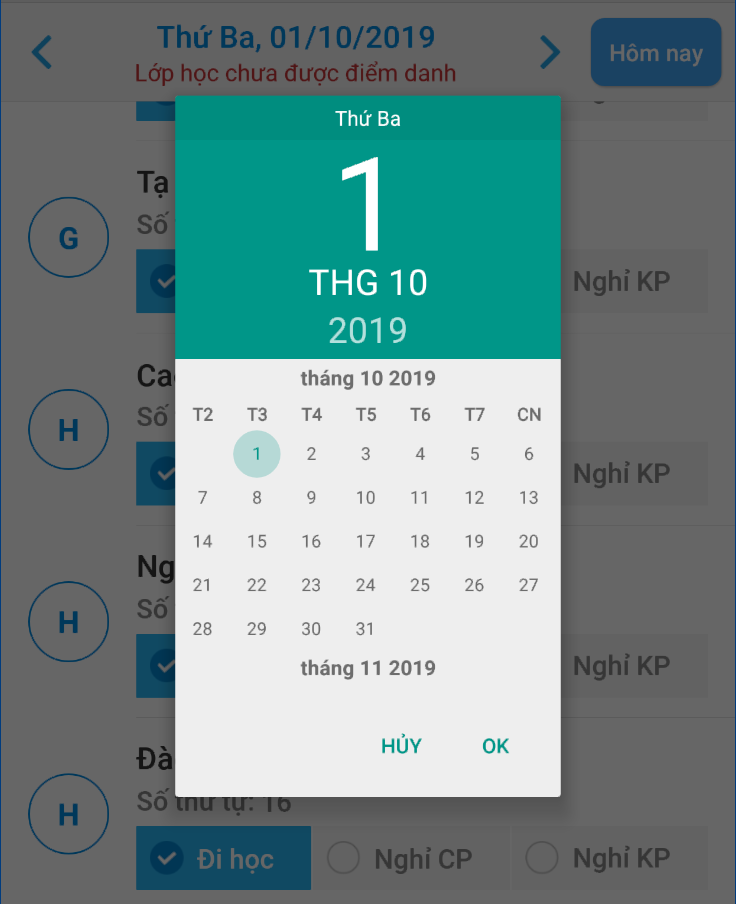 Thứ Ba, 01/10/2019
Lớp học chưa được điểm danh
Hôm nay
Thứ Ba
1
THG 10
2019
tháng 10 2019
T2 T3 T4 T5 T6 T7 CN
1 2 3 4 5 6
7 8 9 10 11 12 13
14 15 16 17 18 19 20
21 22 23 24 25 26 27
28 29 30 31
tháng 11 2019
HỦY OK
Tạ
G
Số
Nghỉ KP
H
Số
Nghỉ KP
H
Số
Nghỉ KP
H
Số thứ tự: 16
Đi học Nghỉ CP Nghỉ KP